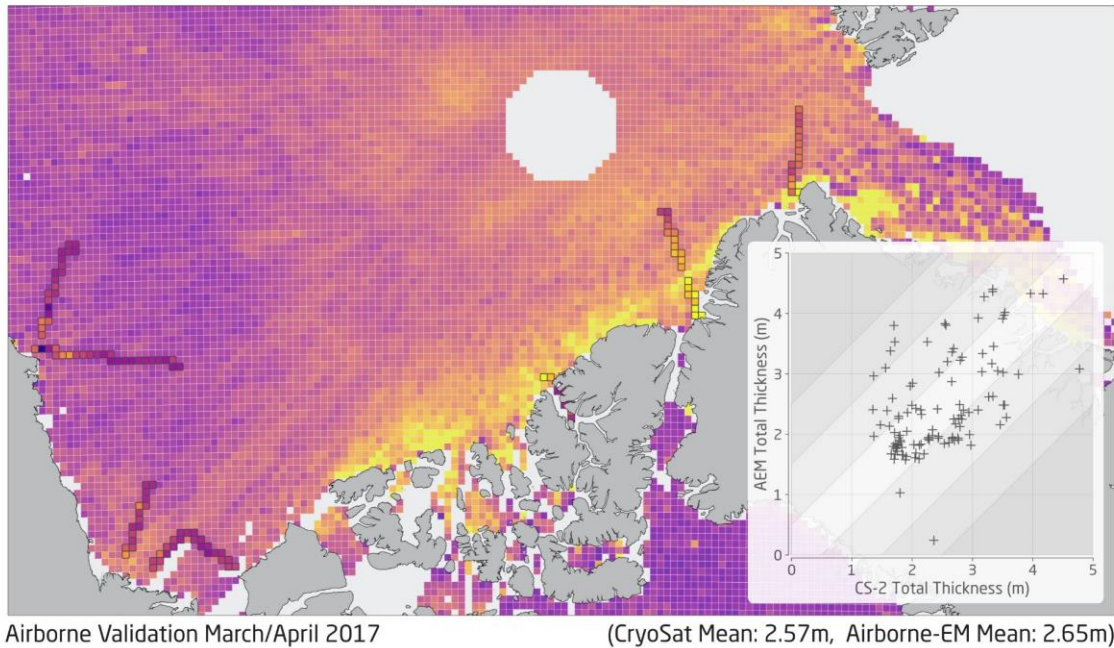 5
4
3
2
1
0
AEM Total Thickness (m)
0 1 2 3 4 5
CS-2 Total Thickness (m)
Airborne Validation March/April 2017
(CryoSat Mean: 2.57m, Airborne-EM Mean: 2.65m)